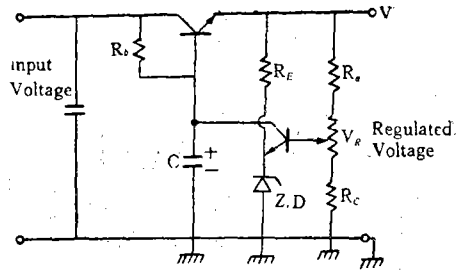 V
R_b
R_E
R_a
Input
Voltage
V_R
Regulated
Voltage
C
+
−
Z.D
R_C